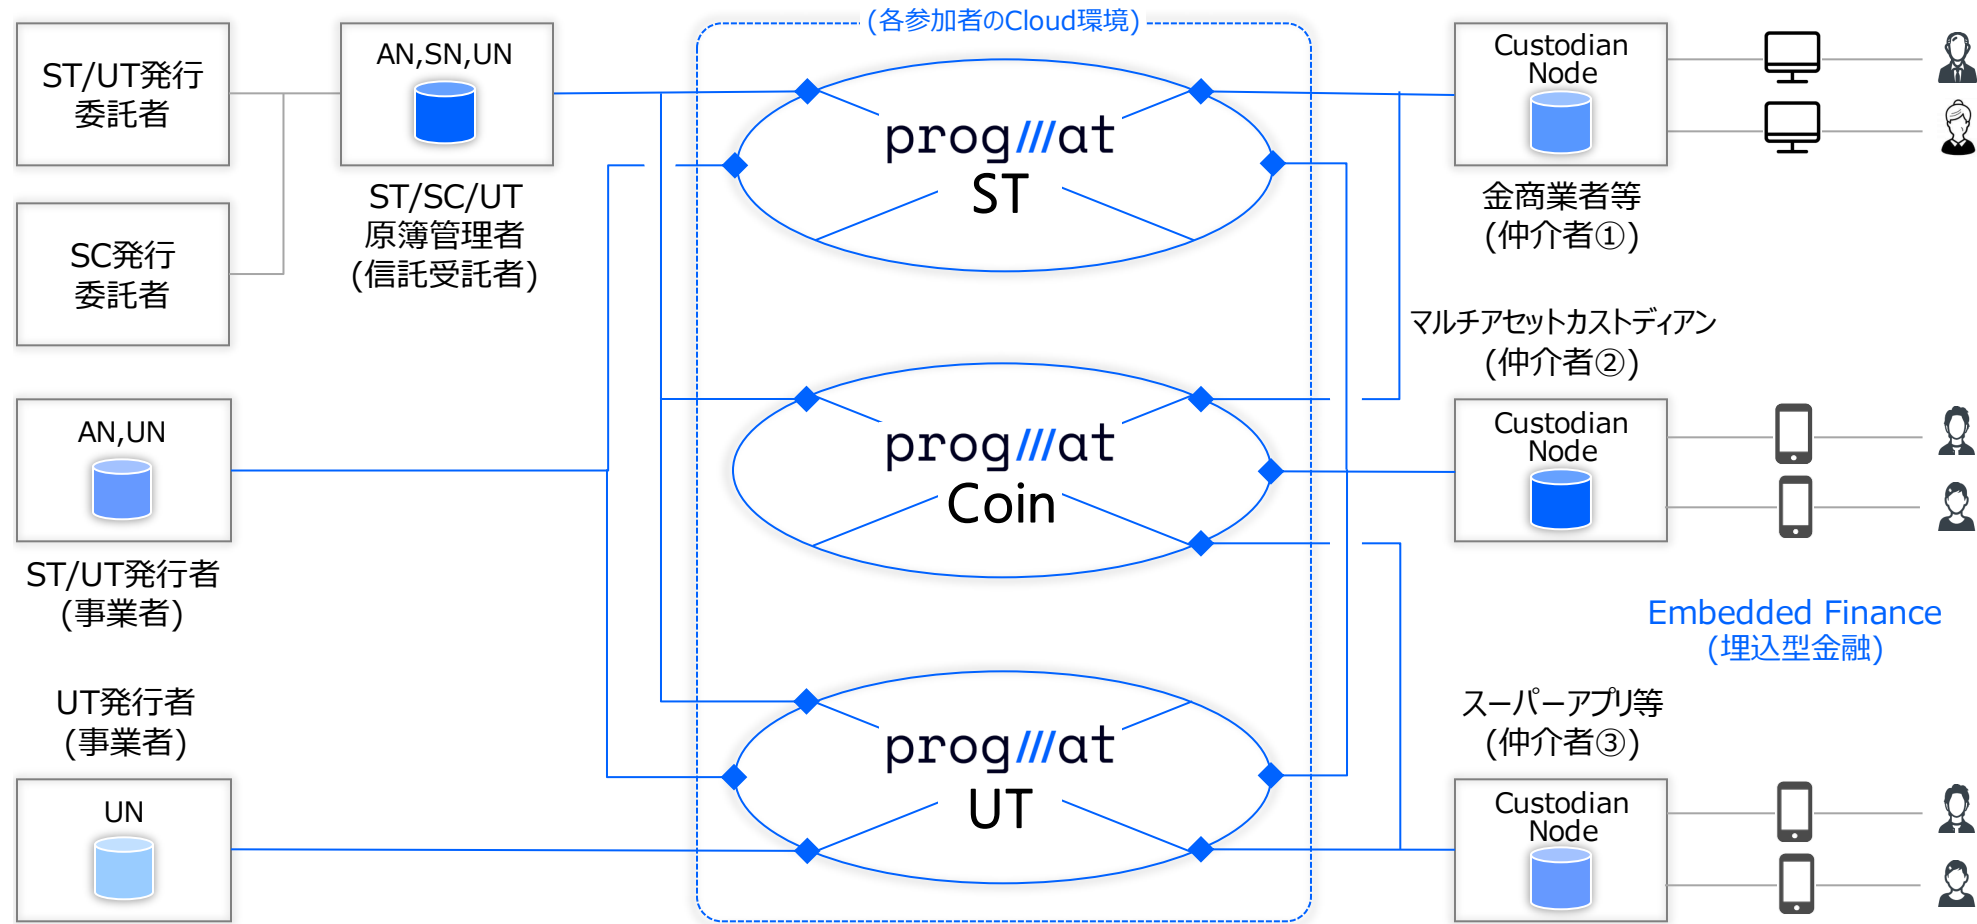 (各参加者のCloud環境)
ST/UT発行
委託者
SC発行
委託者
AN,SN,UN
ST/SC/UT
原簿管理者
(信託受託者)
AN,UN
ST/UT発行者
(事業者)
UT発行者
(事業者)
UN
progmat
ST
progmat
Coin
progmat
UT
Custodian
Node
金商業者等
(仲介者①)
マルチアセットカストディアン
(仲介者②)
Custodian
Node
Embedded Finance
(埋込型金融)
スーパーアプリ等
(仲介者③)
Custodian
Node